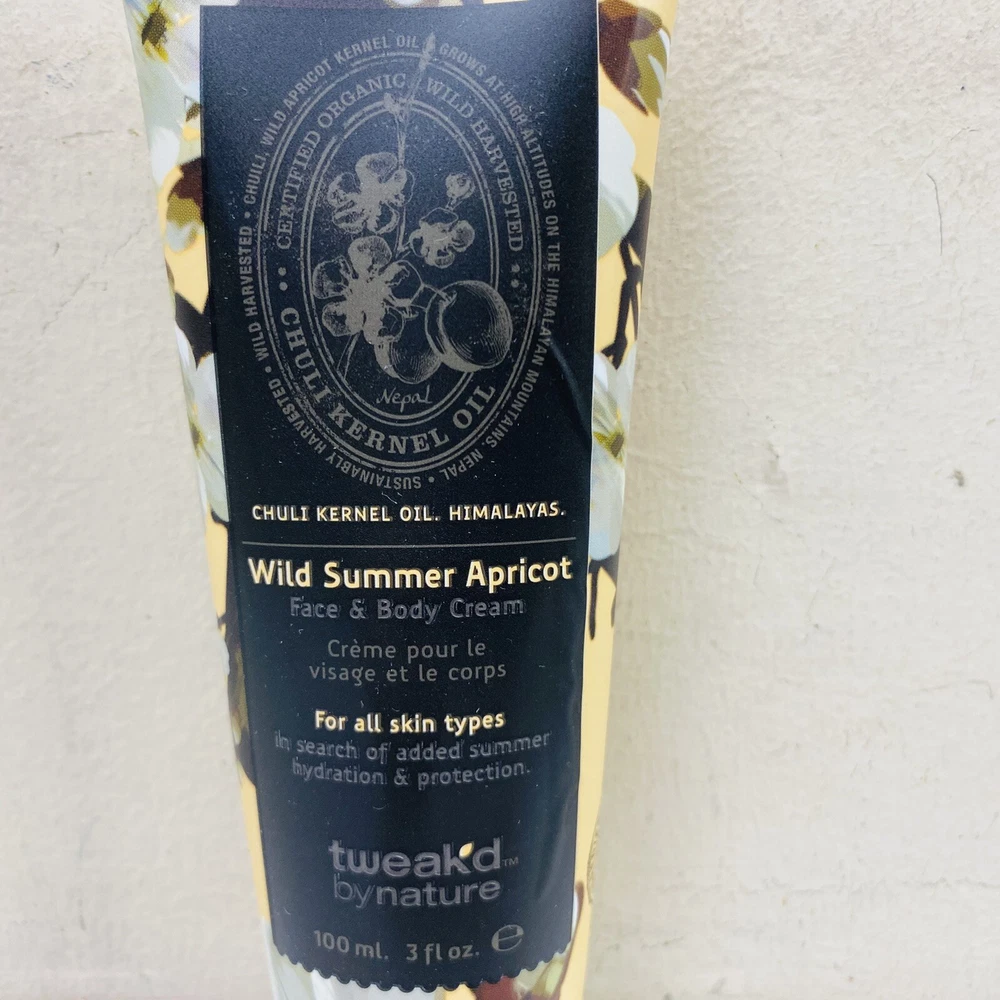 CHUILI, WILD APRICOT KERNEL OIL GROWS AT HIGH ALTITUDES ON THE HIMALAYAN MOUNTAINS, NEPAL • SUSTAINABLY HARVESTED • WILD HARVESTED •
CERTIFIED ORGANIC WILD HARVESTED
CHULI KERNEL OIL
Nepal
CHULI KERNEL OIL. HIMALAYAS.
Wild Summer Apricot
Face & Body Cream
Crème pour le
visage et le corps
For all skin types
in search of added summer
hydration & protection.
tweak'd™
bynature
100 ml. 3 fl oz. ℮